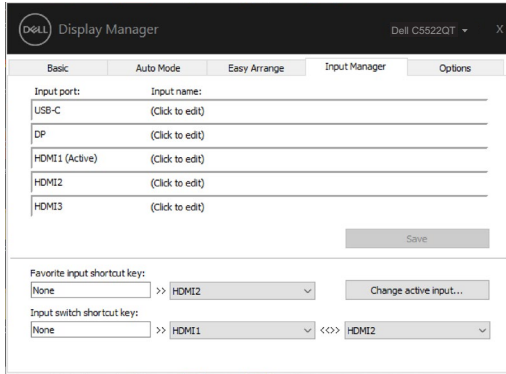 DELL Display Manager Dell C5522QT X
Basic Auto Mode Easy Arrange Input Manager Options
Input port: Input name:
USB-C (Click to edit)
DP (Click to edit)
HDMI1 (Active) (Click to edit)
HDMI2 (Click to edit)
HDMI3 (Click to edit)
Save
Favorite input shortcut key:
None >> HDMI2 Change active input...
Input switch shortcut key:
None >> HDMI1 <<>> HDMI2